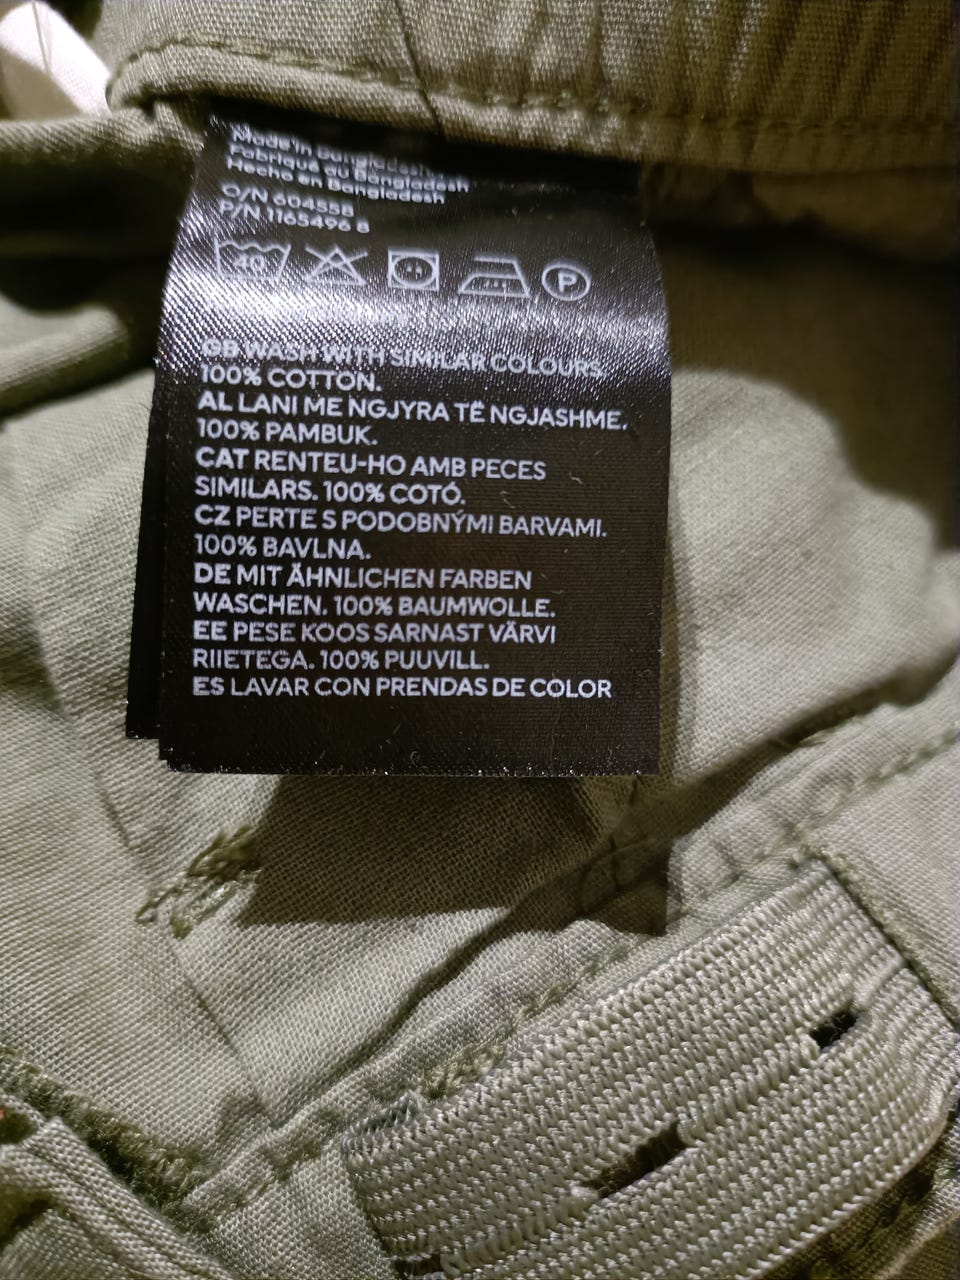 Made in Bangladesh
Fabriqué au Bangladesh
Hecho en Bangladesh
O/N 604558
P/N 1165496 8
40 P
GB WASH WITH SIMILAR COLOURS.
100% COTTON.
AL LANI ME NGJYRA TË NGJASHME.
100% PAMBUK.
CAT RENTEU-HO AMB PECES
SIMILARS. 100% COTÓ.
CZ PERTE S PODOBNÝMI BARVAMI.
100% BAVLNA.
DE MIT ÄHNLICHEN FARBEN
WASCHEN. 100% BAUMWOLLE.
EE PESE KOOS SARNAST VÄRVI
RIIETEGA. 100% PUUVILL.
ES LAVAR CON PRENDAS DE COLOR